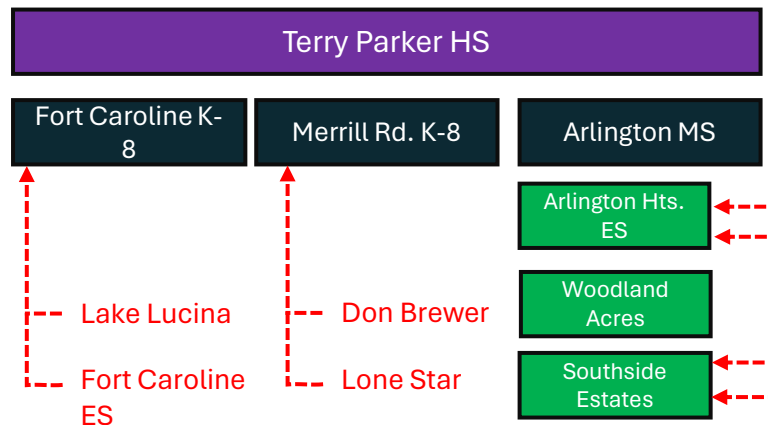 Terry Parker HS
Fort Caroline K-
8
Merrill Rd. K-8
Arlington MS
Arlington Hts.
ES
Woodland
Acres
Lake Lucina
Don Brewer
Southside
Estates
Fort Caroline
ES
Lone Star